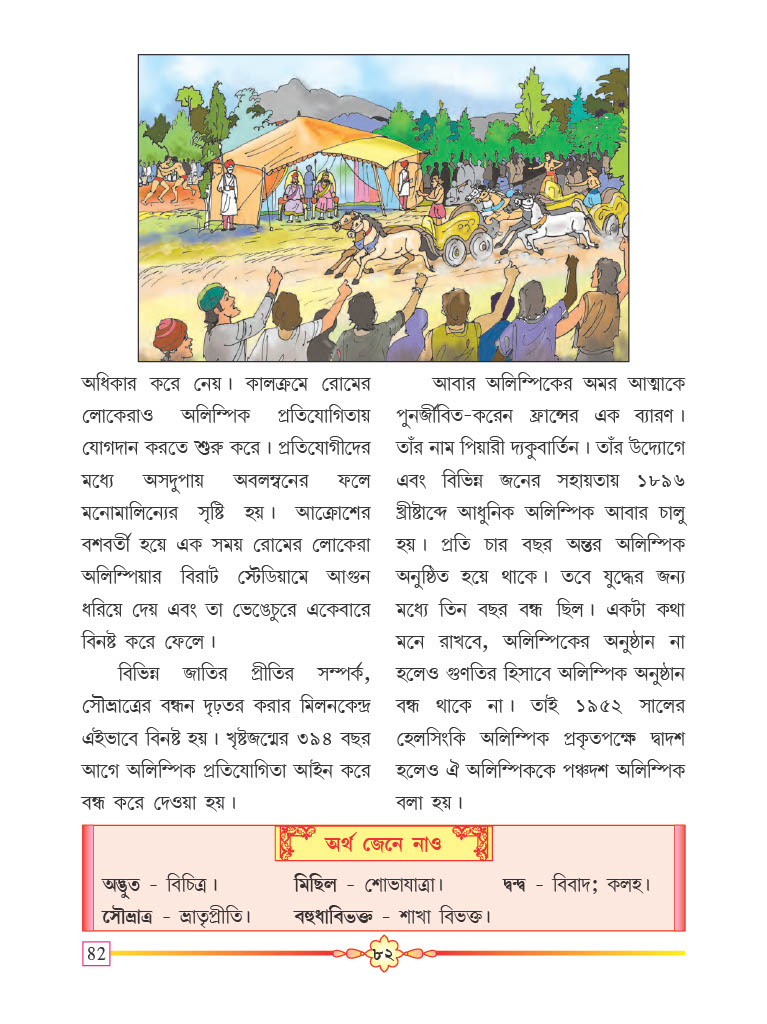 অধিকার করে নেয়। কালক্রমে রোমের
লোকেরাও অলিম্পিক প্রতিযোগিতায়
যোগদান করতে শুরু করে। প্রতিযোগীদের
মধ্যে অসদুপায় অবলম্বনের ফলে
মনোমালিন্যের সৃষ্টি হয়। আক্রোশের
বশবর্তী হয়ে এক সময় রোমের লোকেরা
অলিম্পিয়ার বিরাট স্টেডিয়ামে আগুন
ধরিয়ে দেয় এবং তা ভেঙেচুরে একেবারে
বিনষ্ট করে ফেলে।
বিভিন্ন জাতির প্রীতির সম্পর্ক,
সৌভ্রাত্রের বন্ধন দৃঢ়তর করার মিলনকেন্দ্র
এইভাবে বিনষ্ট হয়। খৃষ্টজন্মের ৩৯৪ বছর
আগে অলিম্পিক প্রতিযোগিতা আইন করে
বন্ধ করে দেওয়া হয়।
আবার অলিম্পিকের অমর আত্মাকে
পুনর্জীবিত-করেন ফ্রান্সের এক ব্যারণ।
তাঁর নাম পিয়ারী দ্যকুবার্তিন। তাঁর উদ্যোগে
এবং বিভিন্ন জনের সহায়তায় ১৮৯৬
খ্রীষ্টাব্দে আধুনিক অলিম্পিক আবার চালু
হয়। প্রতি চার বছর অন্তর অলিম্পিক
অনুষ্ঠিত হয়ে থাকে। তবে যুদ্ধের জন্য
মধ্যে তিন বছর বন্ধ ছিল। একটা কথা
মনে রাখবে, অলিম্পিকের অনুষ্ঠান না
হলেও গুণতির হিসাবে অলিম্পিক অনুষ্ঠান
বন্ধ থাকে না। তাই ১৯৫২ সালের
হেলসিংকি অলিম্পিক প্রকৃতপক্ষে দ্বাদশ
হলেও ঐ অলিম্পিককে পঞ্চদশ অলিম্পিক
বলা হয়।
অর্থ জেনে নাও
অদ্ভুত - বিচিত্র। মিছিল - শোভাযাত্রা। দ্বন্দ্ব - বিবাদ; কলহ।
সৌভ্রাত্র - ভ্রাতৃপ্রীতি। বহুধাবিভক্ত - শাখা বিভক্ত।
82 ৮২